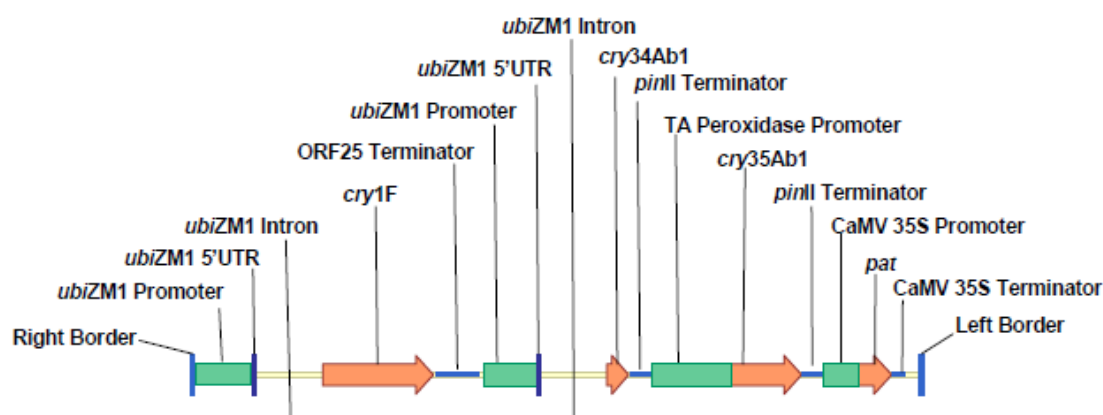 ubiZM1 Intron
cry34Ab1
ubiZM1 5'UTR
pinII Terminator
ubiZM1 Promoter
TA Peroxidase Promoter
ORF25 Terminator
cry35Ab1
cry1F
pinII Terminator
ubiZM1 Intron
CaMV 35S Promoter
ubiZM1 5'UTR
pat
ubiZM1 Promoter
CaMV 35S Terminator
Right Border
Left Border